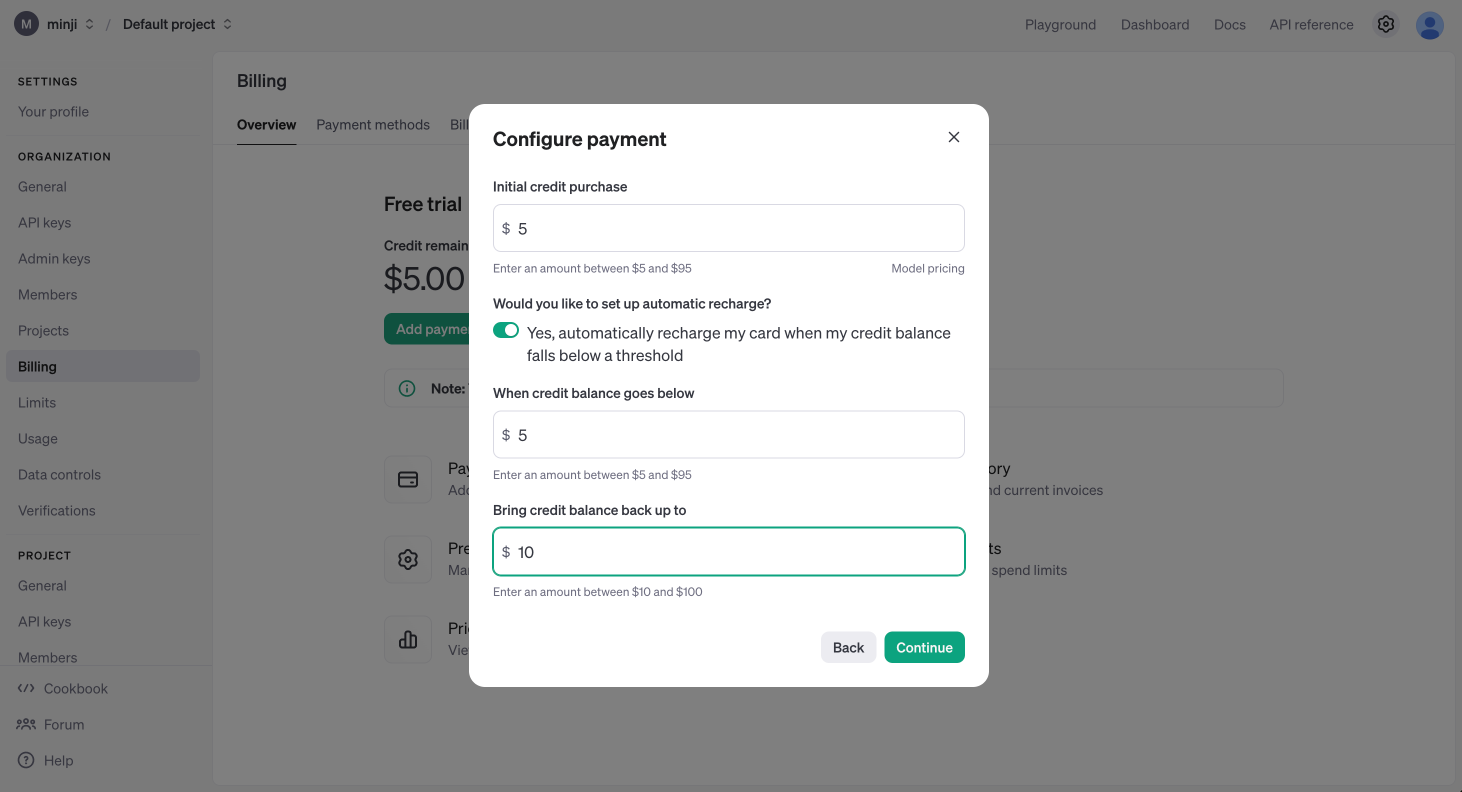 M minji / Default project
Playground Dashboard Docs API reference
SETTINGS
Your profile
ORGANIZATION
General
API keys
Admin keys
Members
Projects
Billing
Limits
Usage
Data controls
Verifications
PROJECT
General
API keys
Members
Cookbook
Forum
Help
Billing
Overview Payment methods
Free trial
Credit remain
$5.00
Add payme
Note:
Pay
ory
nd current invoices
Pre
ts
Ma
spend limits
Pri
Vie
Configure payment
Initial credit purchase
$ 5
Enter an amount between $5 and $95 Model pricing
Would you like to set up automatic recharge?
Yes, automatically recharge my card when my credit balance
falls below a threshold
When credit balance goes below
$ 5
Enter an amount between $5 and $95
Bring credit balance back up to
$ 10
Enter an amount between $10 and $100
Back Continue